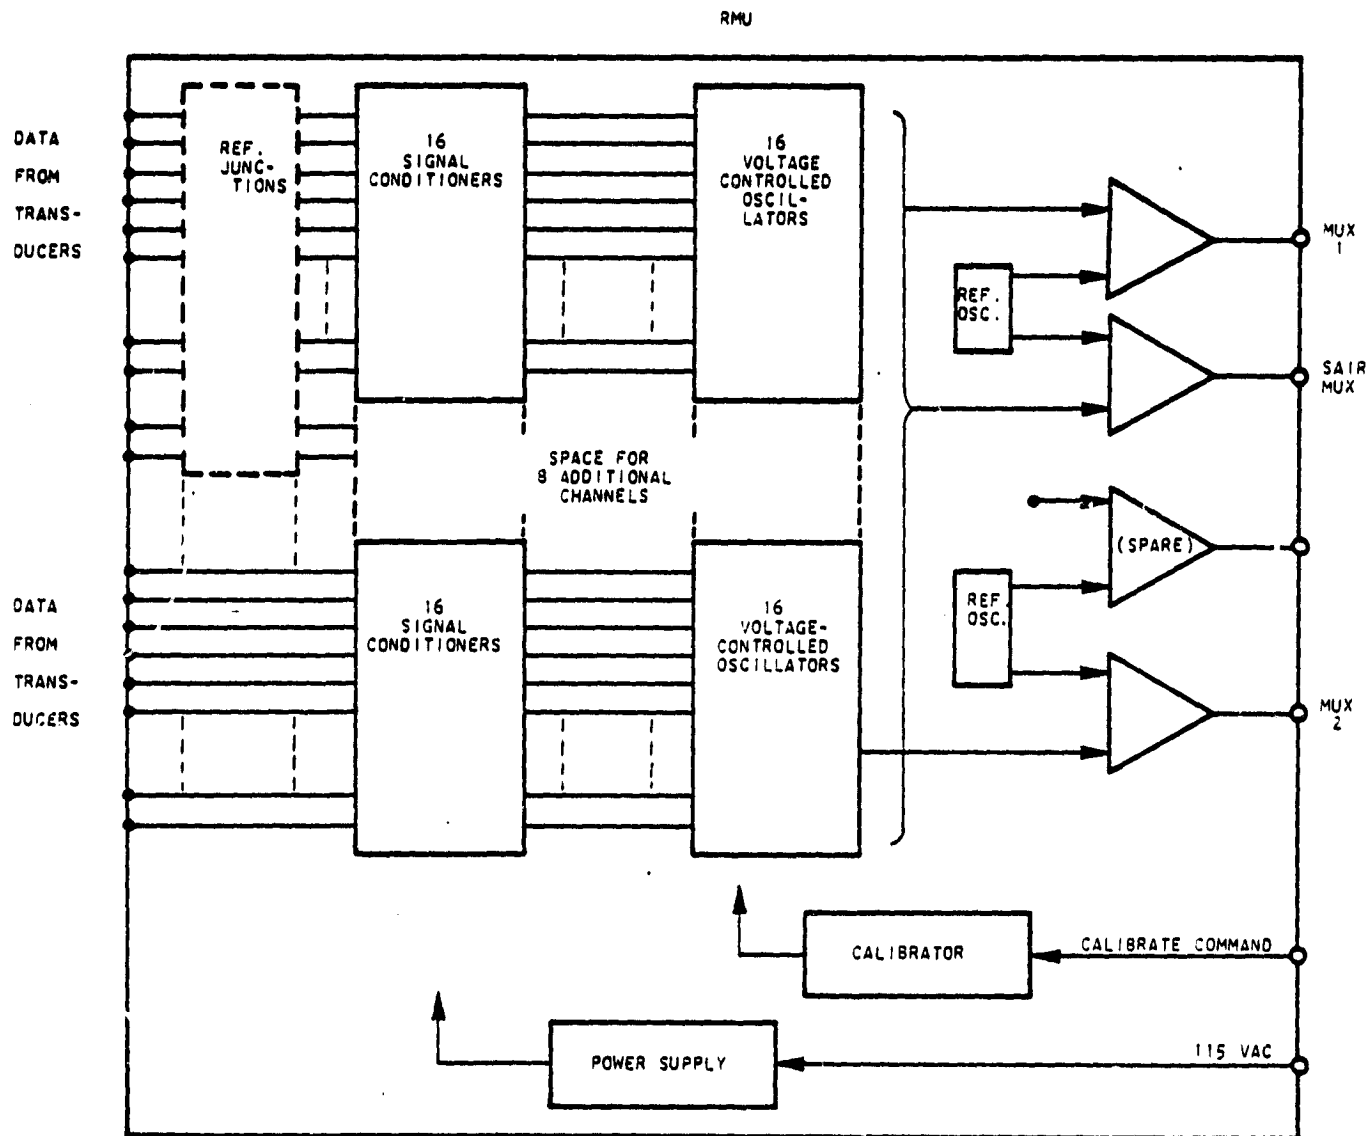 RMU
DATA
FROM
TRANS-
DUCERS
REF.
JUNC-
TIONS
16
SIGNAL
CONDITIONERS
16
VOLTAGE
CONTROLLED
OSCIL-
LATORS
REF.
OSC.
MUX
1
SAIR
MUX
SPACE FOR
8 ADDITIONAL
CHANNELS
(SPARE)
DATA
FROM
TRANS-
DUCERS
16
SIGNAL
CONDITIONERS
16
VOLTAGE-
CONTROLLED
OSCILLATORS
REF.
OSC.
MUX
2
CALIBRATOR
CALIBRATE COMMAND
POWER SUPPLY
115 VAC